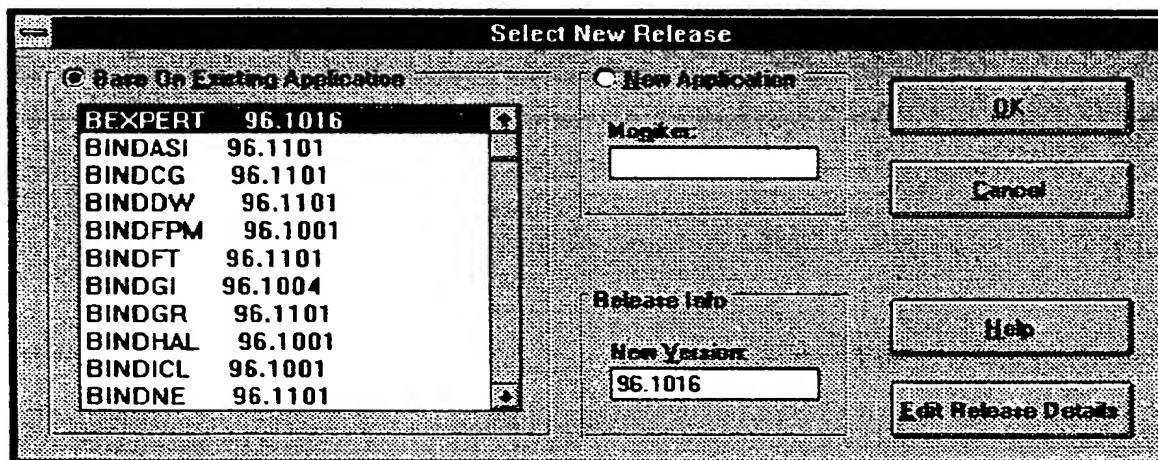 Select New Release
Base On Existing Application
BEXPERT 96.1016
BINDASI 96.1101
BINDCG 96.1101
BINDDW 96.1101
BINDFPM 96.1001
BINDFT 96.1101
BINDGI 96.1004
BINDGR 96.1101
BINDHAL 96.1001
BINDICL 96.1001
BINDNE 96.1101
New Application
Moniker:
Release Info
New Version:
96.1016
OK
Cancel
Help
Edit Release Details